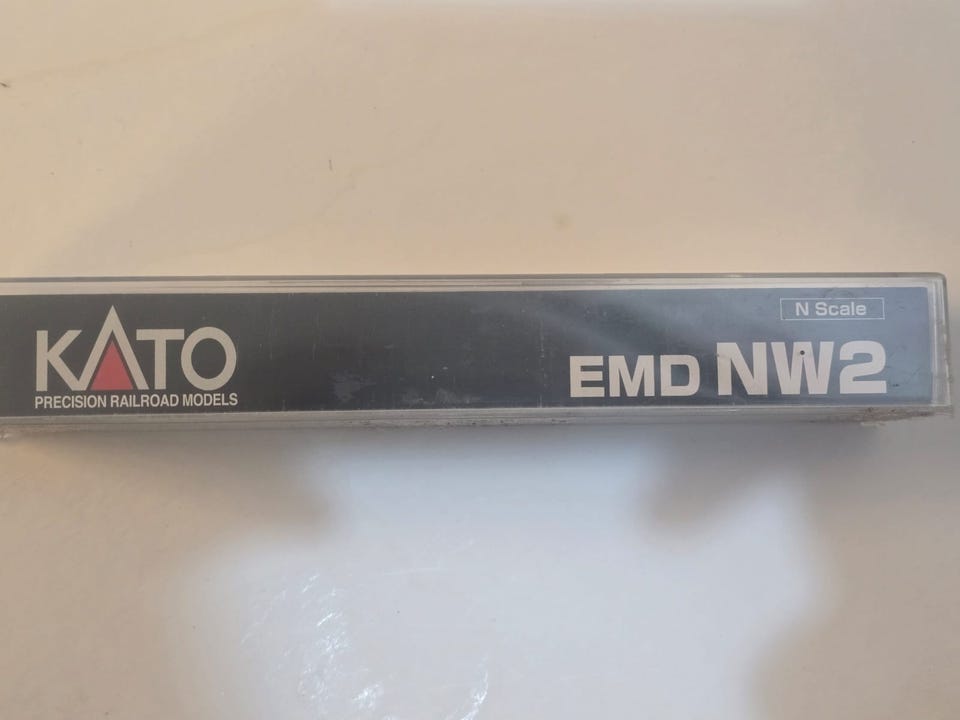 KATO
PRECISION RAILROAD MODELS
N Scale
EMD NW2